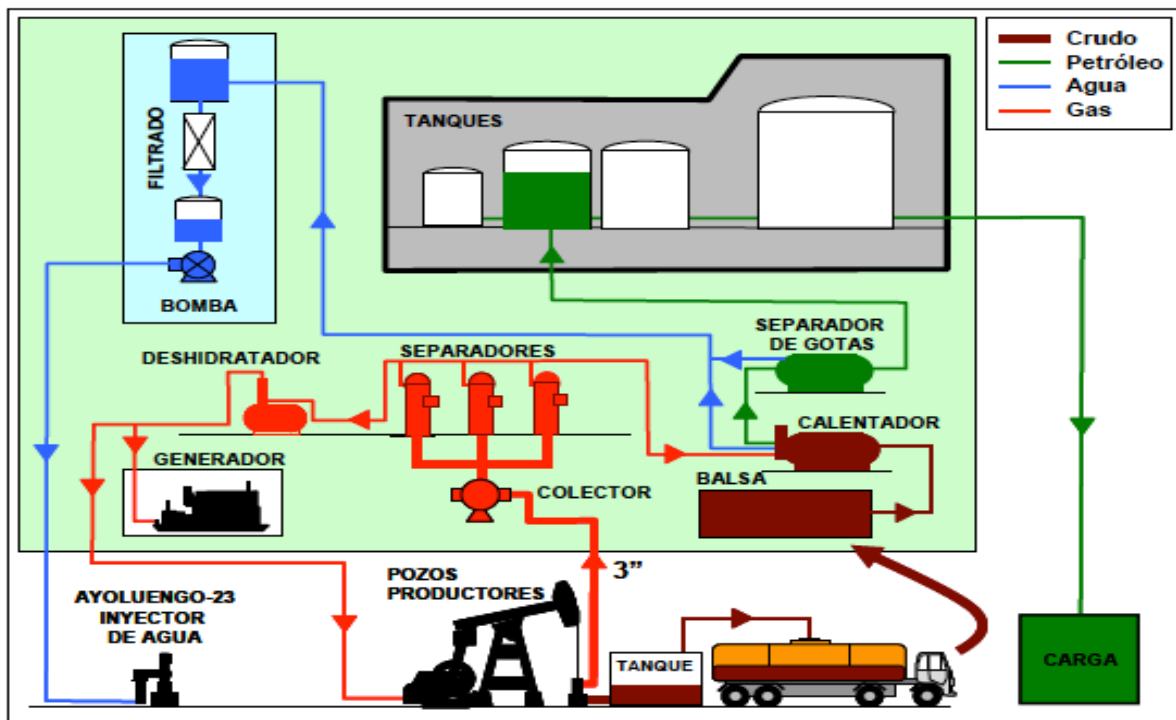 Crudo
Petróleo
Agua
Gas
TANQUES
FILTRADO
BOMBA
SEPARADOR
DE GOTAS
DESHIDRATADOR
SEPARADORES
CALENTADOR
GENERADOR
COLECTOR
BALSA
3”
POZOS
PRODUCTORES
AYOLUENGO-23
INYECTOR
DE AGUA
TANQUE
CARGA